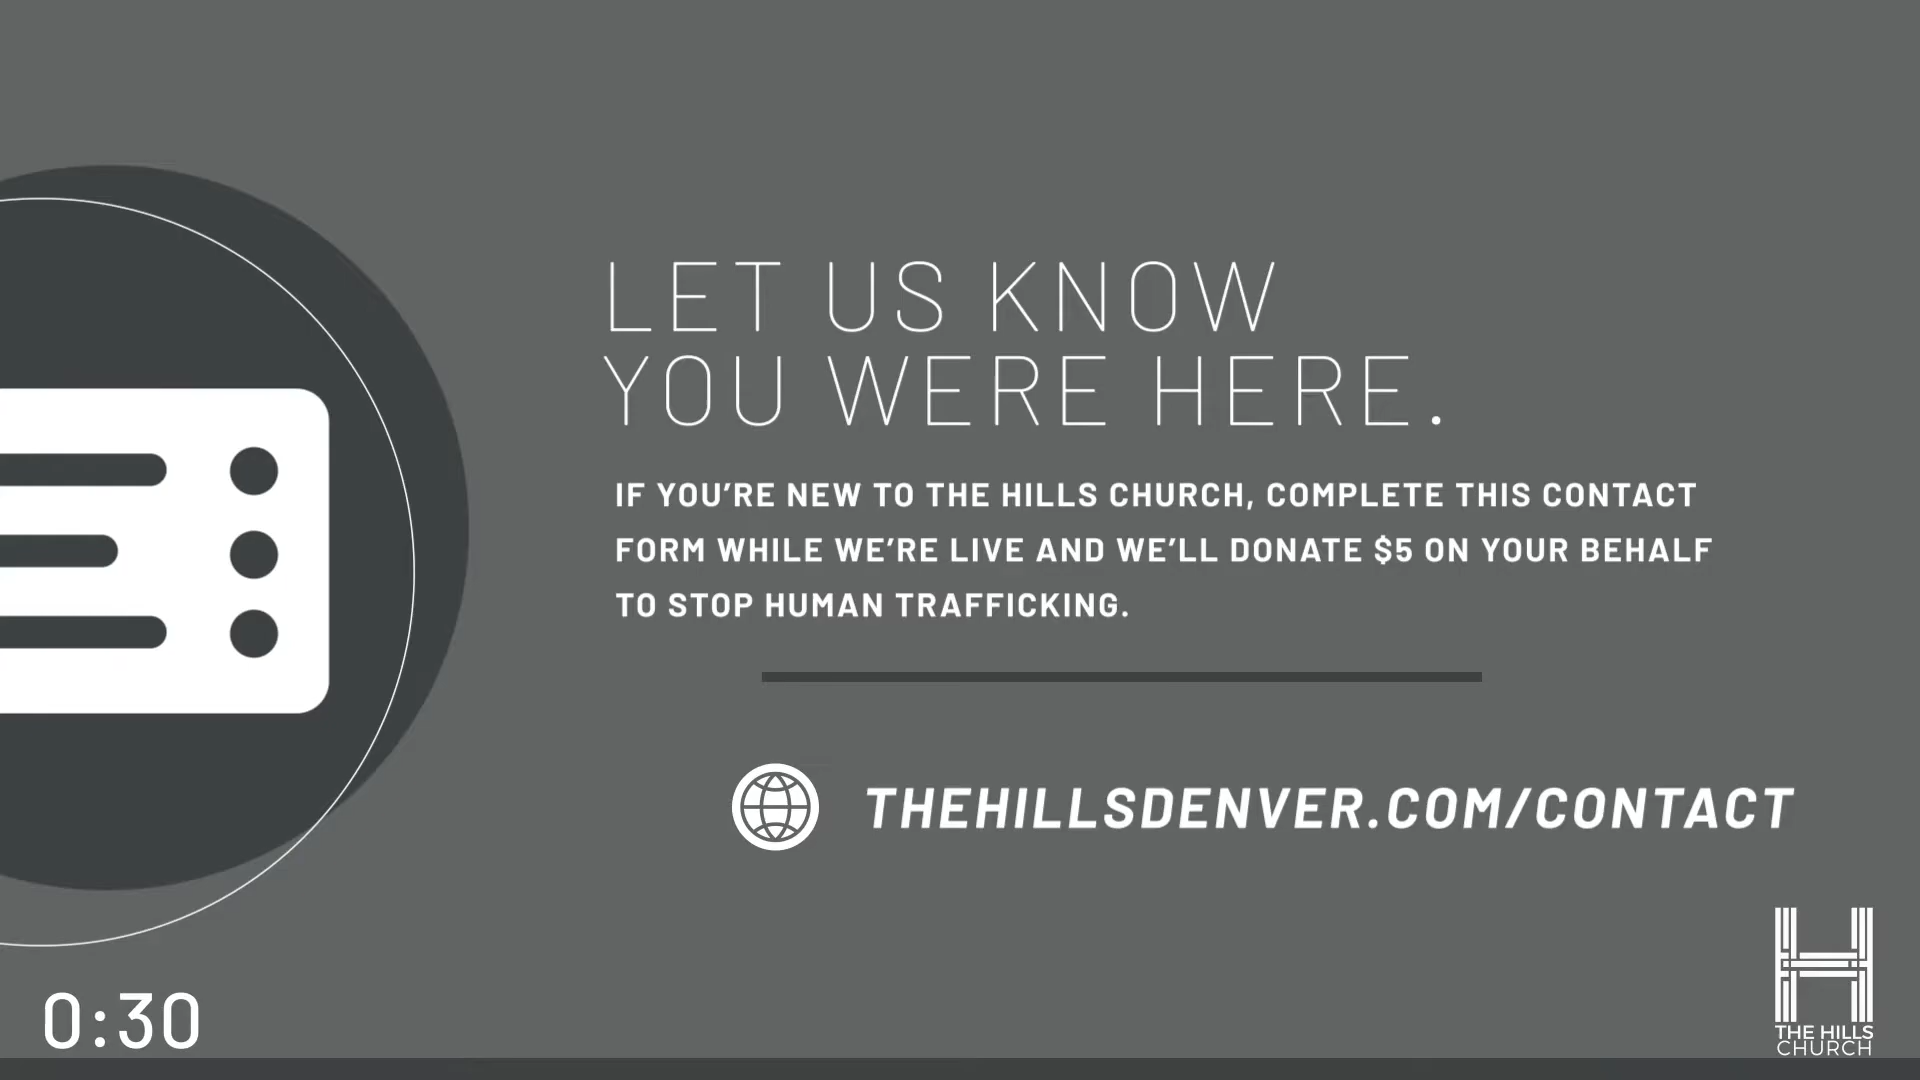 LET US KNOW
YOU WERE HERE.
IF YOU’RE NEW TO THE HILLS CHURCH, COMPLETE THIS CONTACT
FORM WHILE WE’RE LIVE AND WE’LL DONATE $5 ON YOUR BEHALF
TO STOP HUMAN TRAFFICKING.
THEHILLSDENVER.COM/CONTACT
0:30
THE HILLS
CHURCH